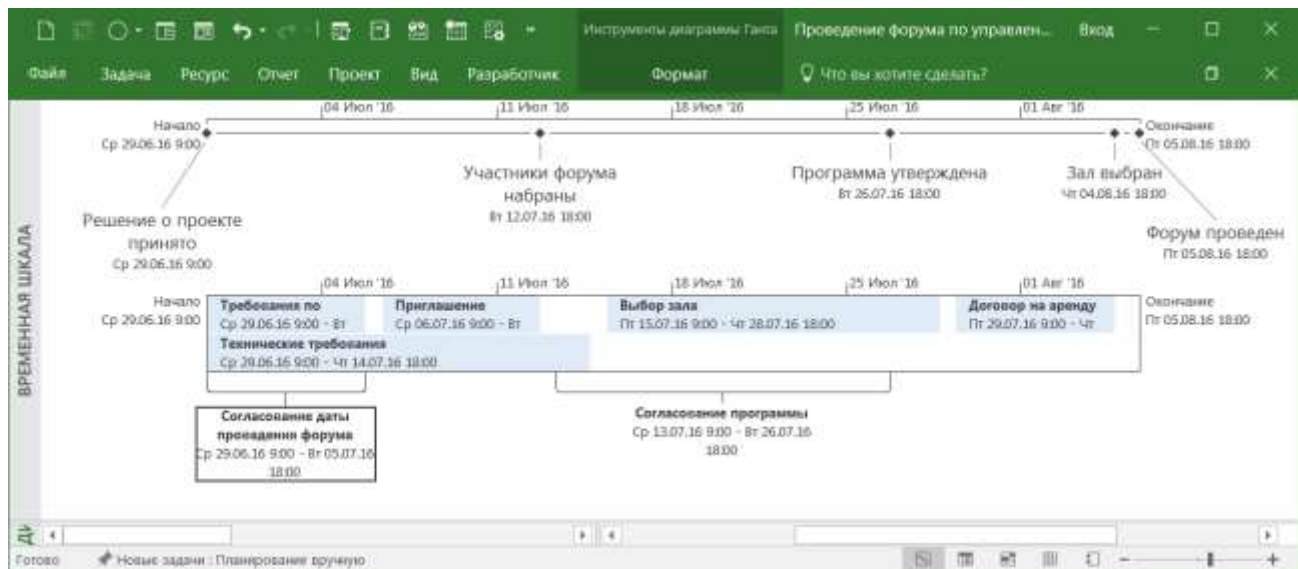 Инструменты диаграммы Ганта
Проведение форума по управлен...
Вход
Файл Задача Ресурс Отчет Проект Вид Разработчик Формат Что вы хотите сделать?
ВРЕМЕННАЯ ШКАЛА
04 Июл '16 11 Июл '16 18 Июл '16 25 Июл '16 01 Авг '16
Начало
Ср 29.06.16 9:00
Окончание
Пт 05.08.16 18:00
Решение о проекте
принято
Ср 29.06.16 9:00
Участники форума
набраны
Вт 12.07.16 18:00
Программа утверждена
Вт 26.07.16 18:00
Зал выбран
Чт 04.08.16 18:00
Форум проведен
Пт 05.08.16 18:00
04 Июл '16 11 Июл '16 18 Июл '16 25 Июл '16 01 Авг '16
Начало
Ср 29.06.16 9:00
Окончание
Пт 05.08.16 18:00
Требования по
Ср 29.06.16 9:00 - Вт
Приглашение
Ср 06.07.16 9:00 - Вт
Выбор зала
Пт 15.07.16 9:00 - Чт 28.07.16 18:00
Договор на аренду
Пт 29.07.16 9:00 - Чт
Технические требования
Ср 29.06.16 9:00 - Чт 14.07.16 18:00
Согласование даты
проведения форума
Ср 29.06.16 9:00 - Вт 05.07.16
18:00
Согласование программы
Ср 13.07.16 9:00 - Вт 26.07.16
18:00
Готово
Новые задачи : Планирование вручную